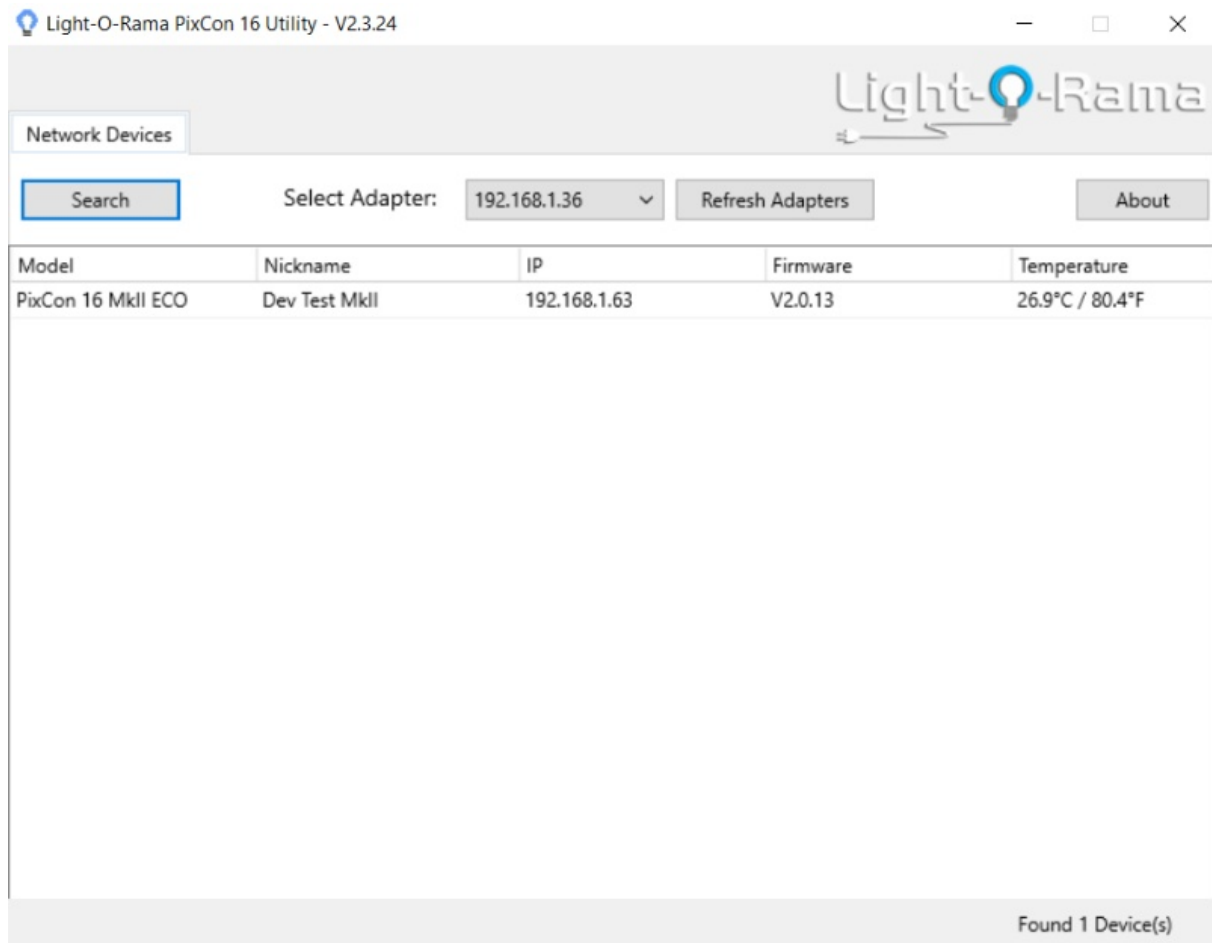 Light-O-Rama PixCon 16 Utility - V2.3.24
Light-O-Rama
Network Devices
Search Select Adapter: 192.168.1.36 Refresh Adapters About
Model Nickname IP Firmware Temperature
PixCon 16 MkII ECO Dev Test MkII 192.168.1.63 V2.0.13 26.9°C / 80.4°F
Found 1 Device(s)